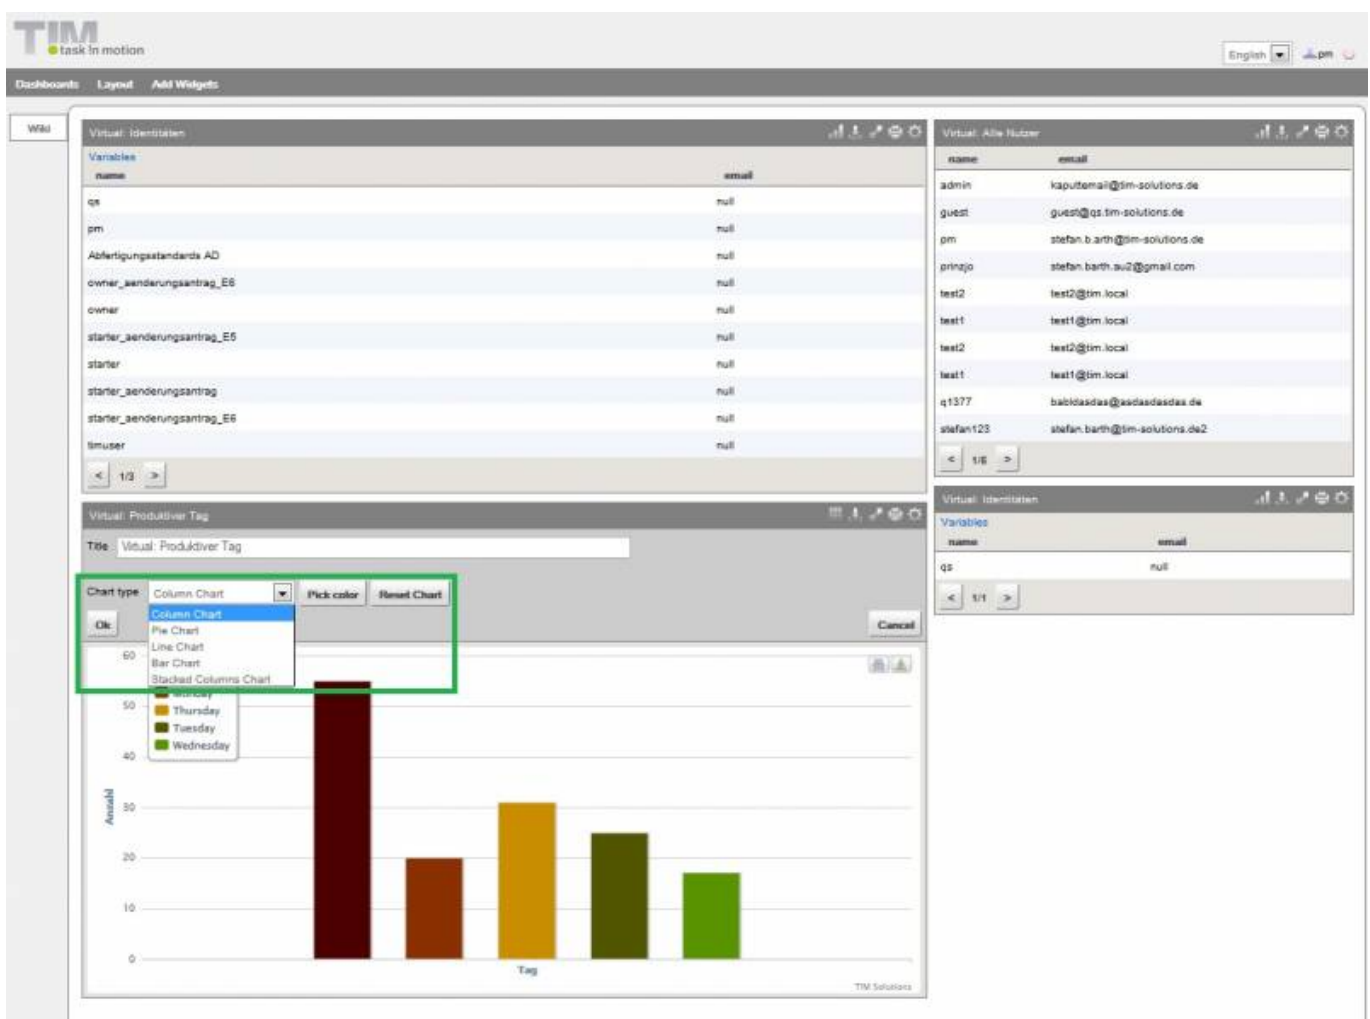 TIM
task in motion
English
pm
Dashboards Layout Add Widgets
Wiki
Virtual: Identitäten
Variables
name email
qs null
pm null
Abfertigungsstandards AD null
owner_aenderungsantrag_E6 null
owner null
starter_aenderungsantrag_E5 null
starter null
starter_aenderungsantrag null
starter_aenderungsantrag_E6 null
timuser null
< 1/3 >
Virtual: Alle Nutzer
name email
admin kaputtemail@tim-solutions.de
guest guest@qs.tim-solutions.de
pm stefan.b.arth@tim-solutions.de
prinzjo stefan.barth.au2@gmail.com
test2 test2@tim.local
test1 test1@tim.local
test2 test2@tim.local
test1 test1@tim.local
q1377
stefan123 stefan.barth@tim-solutions.de2
< 1/6 >
Virtual: Identitäten
Variables
name email
qs null
< 1/1 >
Virtual: Produktiver Tag
Title Virtual: Produktiver Tag
Chart type Column Chart Pick color Reset Chart
Column Chart
Pie Chart
Line Chart
Bar Chart
Stacked Columns Chart
Ok Cancel
Monday
Thursday
Tuesday
Wednesday
60
50
40
30
20
10
0
Anzahl
Tag
TIM Solutions